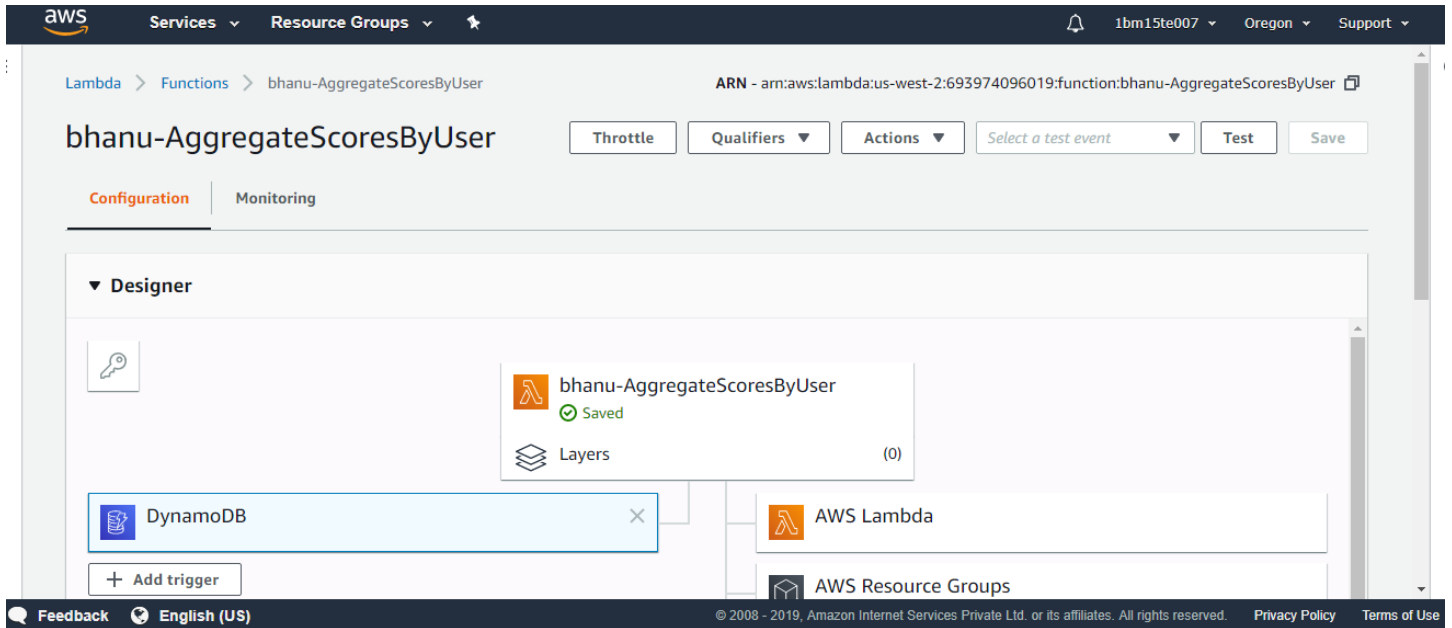 aws Services Resource Groups 1bm15te007 Oregon Support
Lambda Functions bhanu-AggregateScoresByUser ARN - arn:aws:lambda:us-west-2:693974096019:function:bhanu-AggregateScoresByUser
bhanu-AggregateScoresByUser Throttle Qualifiers Actions Select a test event Test Save
Configuration Monitoring
Designer
bhanu-AggregateScoresByUser
Saved
Layers (0)
DynamoDB AWS Lambda
+ Add trigger AWS Resource Groups
Feedback English (US) © 2008 - 2019, Amazon Internet Services Private Ltd. or its affiliates. All rights reserved. Privacy Policy Terms of Use